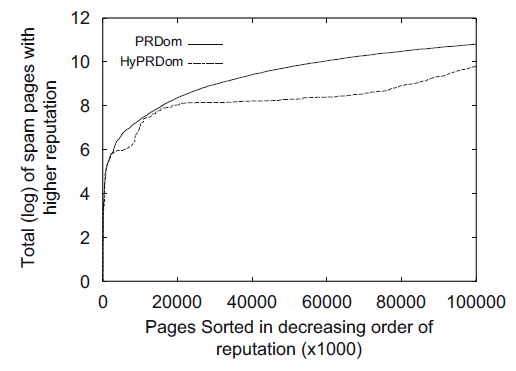 12
10
8
6
4
2
0
Total (log) of spam pages with
higher reputation
PRDom
HyPRDom
0 20000 40000 60000 80000 100000
Pages Sorted in decreasing order of
reputation (x1000)